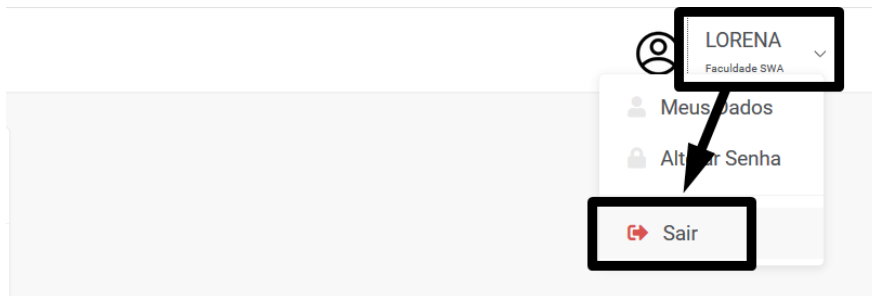 LORENA
Faculdade SWA
Meus Dados
Alterar Senha
Sair